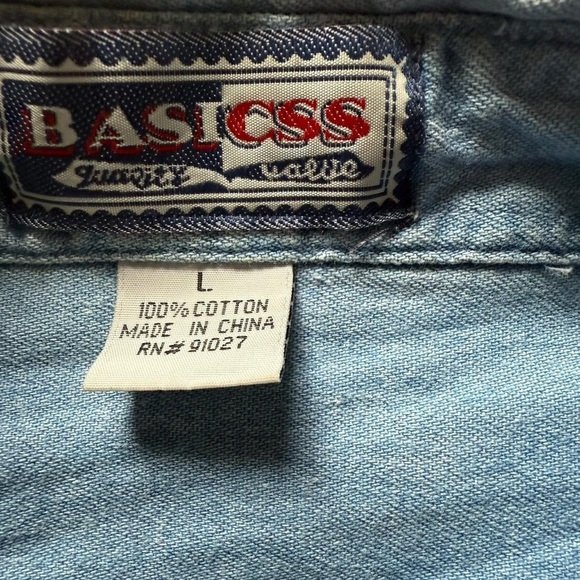 BASICSS
Quality value
L
100% COTTON
MADE IN CHINA
RN# 91027